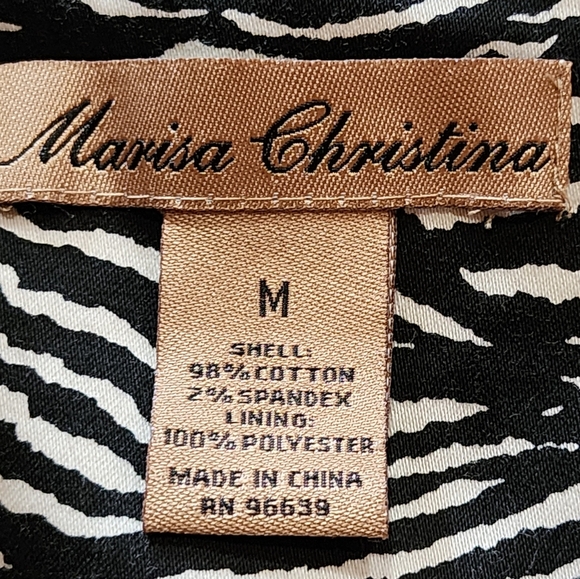 Marisa Christina
M
SHELL:
98% COTTON
2% SPANDEX
LINING:
100% POLYESTER
MADE IN CHINA
RN 96639